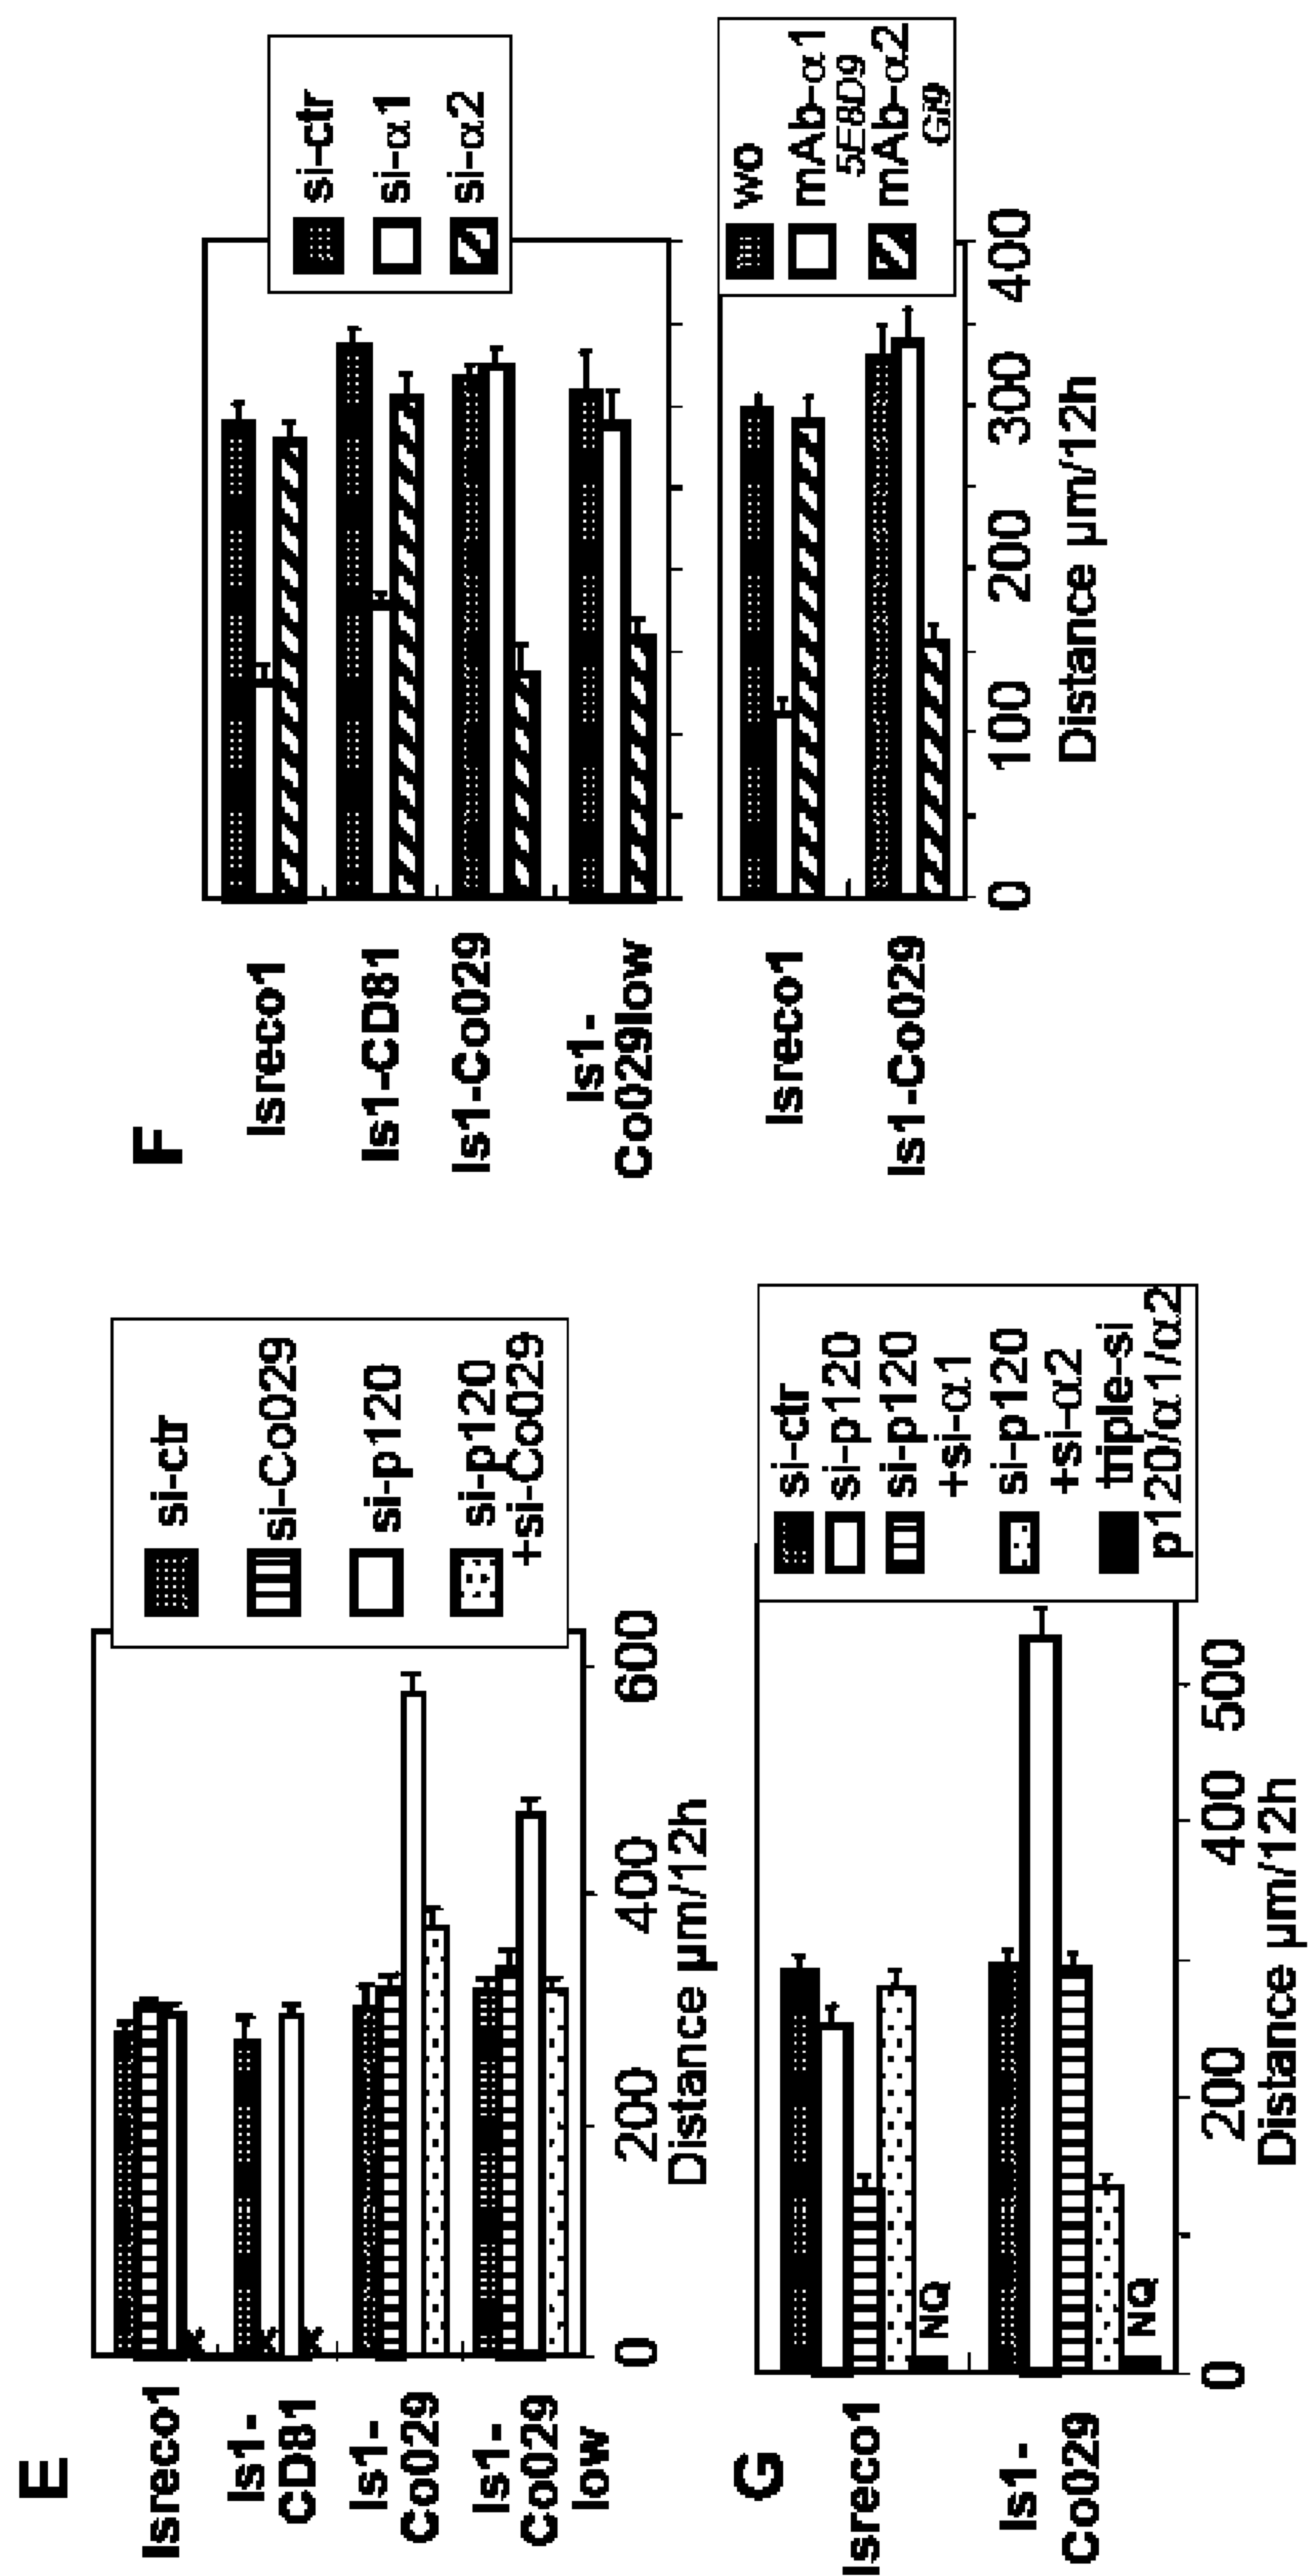 E
Isreco1
Is1-
CD81
Is1-
Co029
Is1-
Co029
low
si-ctr
si-Co029
si-p120
si-p120
+si-Co029
x
x
x
0
200
400
600
Distance µm/12h
F
Isreco1
Is1-CD81
Is1-Co029
Is1-
Co029low
si-ctr
si-α1
si-α2
Isreco1
Is1-Co029
wo
mAb-α1
5E8D9
mAb-α2
Gi9
0
100
200
300
400
Distance µm/12h
G
Isreco1
Is1-
Co029
si-ctr
si-p120
si-p120
+si-α1
si-p120
+si-α2
triple-si
p120/α1/α2
NQ
NQ
0
200
400
500
Distance µm/12h